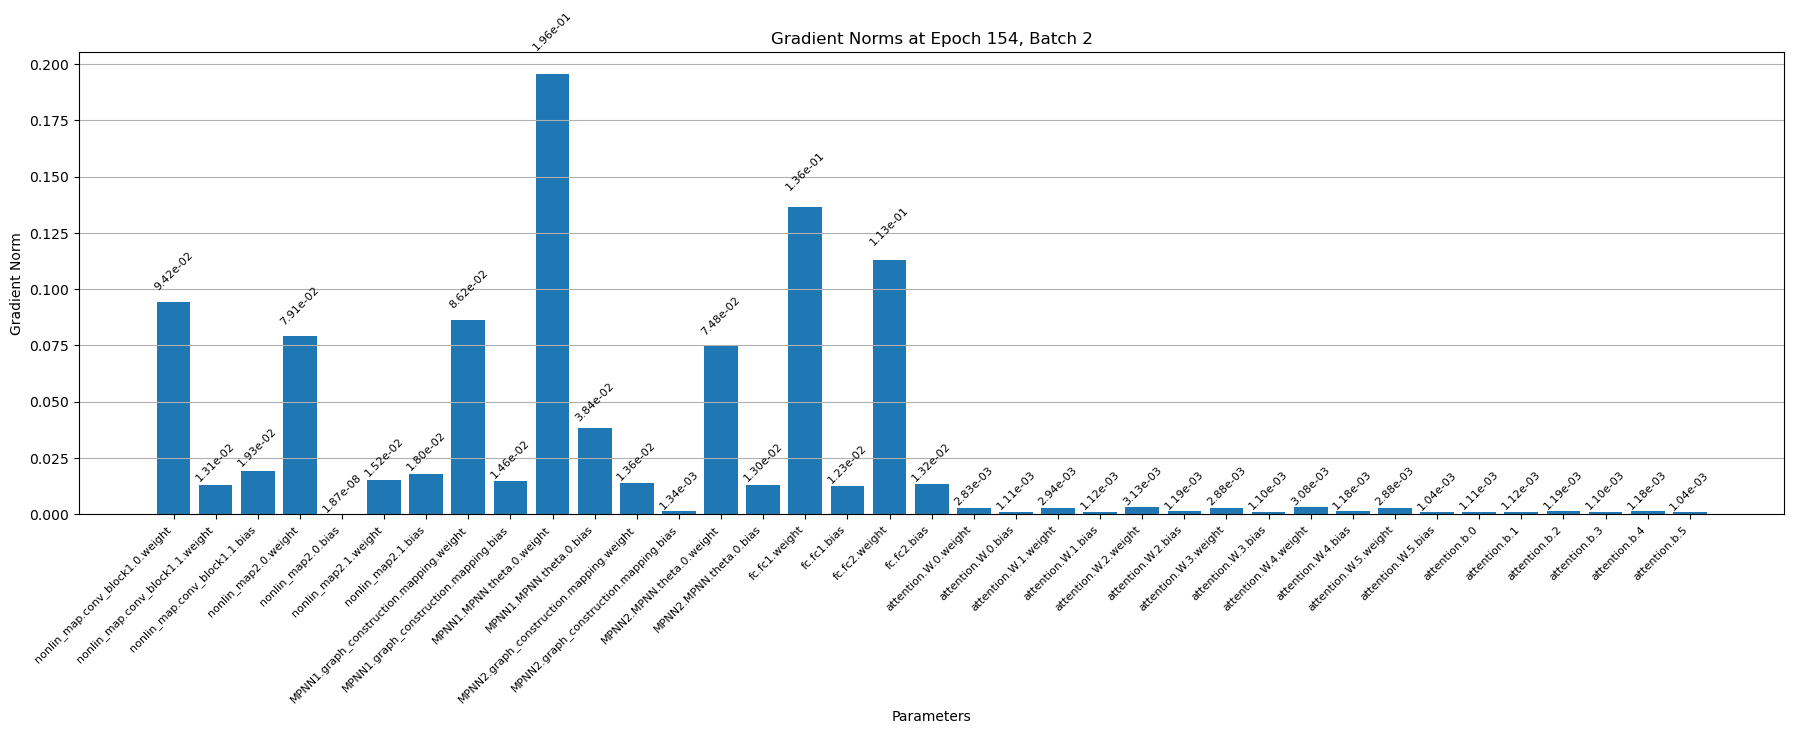 Gradient Norms at Epoch 154, Batch 2
Gradient Norm
0.200
0.175
0.150
0.125
0.100
0.075
0.050
0.025
0.000
9.42e-02
1.31e-02
1.93e-02
7.91e-02
1.87e-08
1.52e-02
1.80e-02
8.62e-02
1.46e-02
1.96e-01
3.84e-02
1.36e-02
1.34e-03
7.48e-02
1.30e-02
1.36e-01
1.23e-02
1.13e-01
1.32e-02
2.83e-03
1.11e-03
2.94e-03
1.12e-03
3.13e-03
1.19e-03
2.88e-03
1.10e-03
3.08e-03
1.18e-03
2.88e-03
1.04e-03
1.11e-03
1.12e-03
1.19e-03
1.10e-03
1.18e-03
1.04e-03
nonlin_map.conv_block1.0.weight
nonlin_map.conv_block1.1.weight
nonlin_map.conv_block1.1.bias
nonlin_map2.0.weight
nonlin_map2.0.bias
nonlin_map2.1.weight
nonlin_map2.1.bias
MPNN1.graph_construction.mapping.weight
MPNN1.graph_construction.mapping.bias
MPNN1.MPNN.theta.0.weight
MPNN1.MPNN.theta.0.bias
MPNN2.graph_construction.mapping.weight
MPNN2.graph_construction.mapping.bias
MPNN2.MPNN.theta.0.weight
MPNN2.MPNN.theta.0.bias
fc.fc1.weight
fc.fc1.bias
fc.fc2.weight
fc.fc2.bias
attention.W.0.weight
attention.W.0.bias
attention.W.1.weight
attention.W.1.bias
attention.W.2.weight
attention.W.2.bias
attention.W.3.weight
attention.W.3.bias
attention.W.4.weight
attention.W.4.bias
attention.W.5.weight
attention.W.5.bias
attention.b.0
attention.b.1
attention.b.2
attention.b.3
attention.b.4
attention.b.5
Parameters